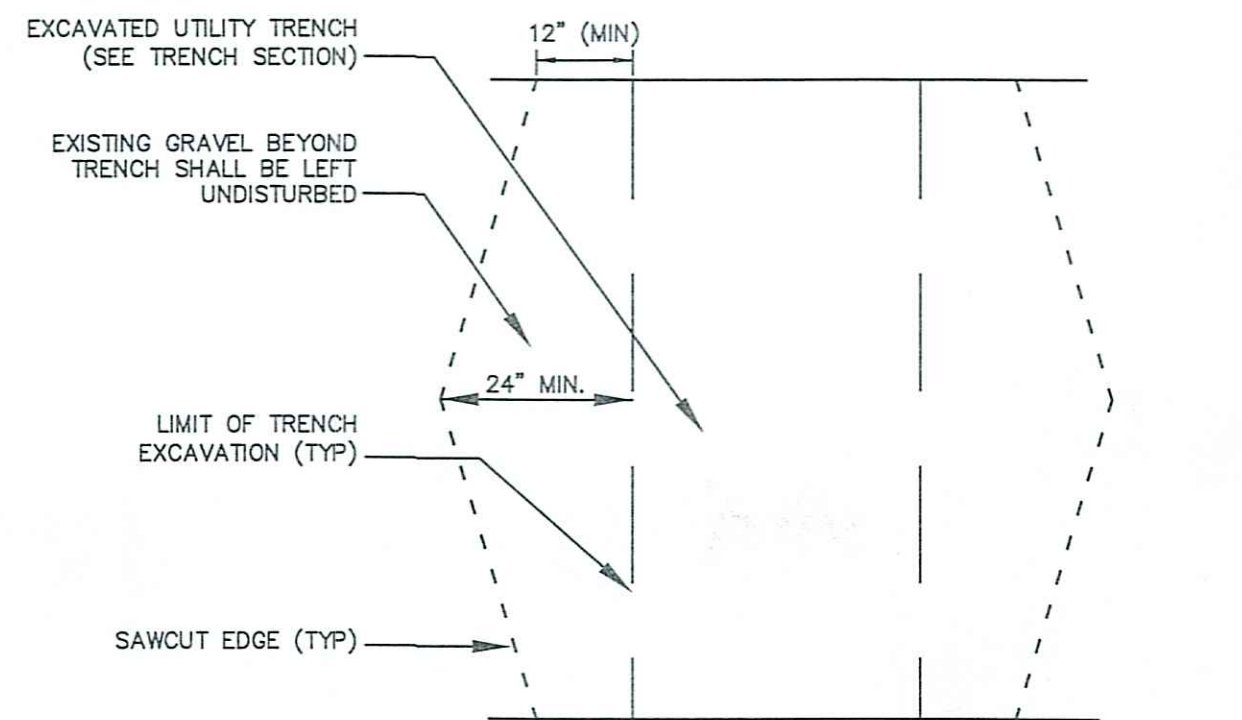 EXCAVATED UTILITY TRENCH
(SEE TRENCH SECTION)
12" (MIN)
EXISTING GRAVEL BEYOND
TRENCH SHALL BE LEFT
UNDISTURBED
24" MIN.
LIMIT OF TRENCH
EXCAVATION (TYP)
SAWCUT EDGE (TYP)